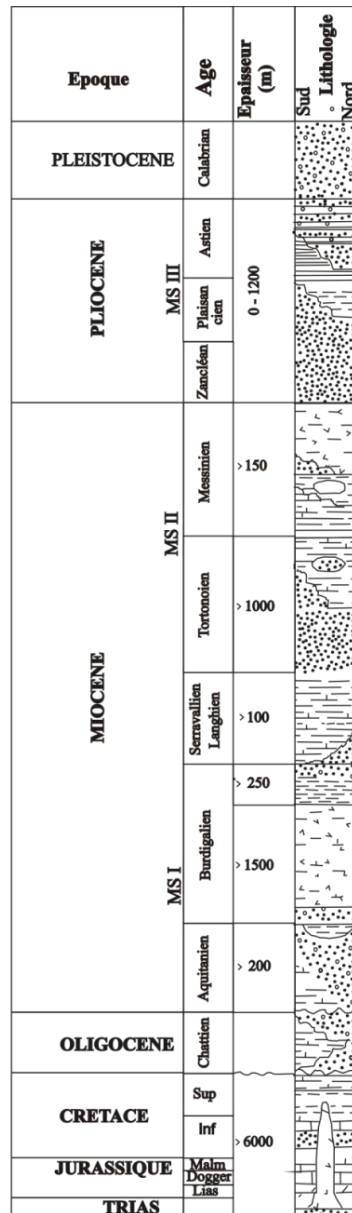 Epoque
Age
Epaisseur
(m)
Sud
Lithologie
Nord
PLEISTOCENE
Calabrian
PLIOCENE
MS III
Astien
Plaisan
cien
Zancléan
0 - 1200
MIOCENE
MS II
Messinien
> 150
Tortonoien
> 1000
Serravallien
Langhien
> 100
> 250
MS I
Burdigalien
> 1500
Aquitanien
> 200
OLIGOCENE
Chattien
CRETACE
Sup
Inf
> 6000
JURASSIQUE
Malm
Dogger
Lias
TRIAS